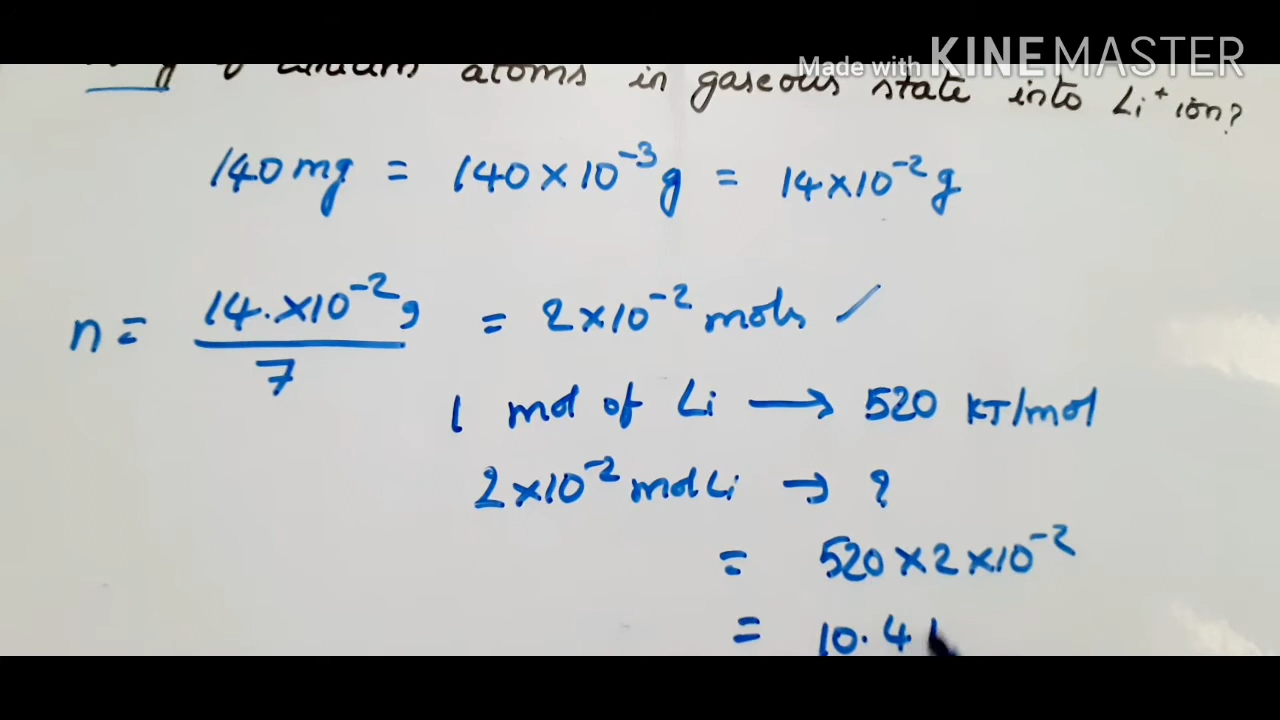 Made with KINEMASTER
atoms in gaseous state into Li⁺ ion?
140 mg = 140 × 10⁻³ g = 14 × 10⁻² g
n = 14. × 10⁻² g / 7 = 2 × 10⁻² mols ✓
1 mol of Li → 520 KJ/mol
2 × 10⁻² mol Li → ?
= 520 × 2 × 10⁻²
= 10.4